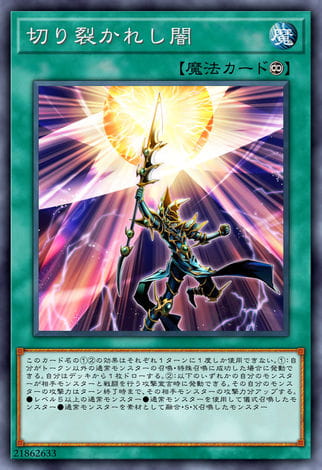 切り裂かれし闇
魔
【魔法カード】
このカード名の①②の効果はそれぞれ１ターンに１度しか使用できない。①：自
分がトークン以外の通常モンスターの召喚・特殊召喚に成功した場合に発動で
きる。自分はデッキから１枚ドローする。②：以下のいずれかの自分のモンスタ
ーが相手モンスターと戦闘を行う攻撃宣言時に発動できる。その自分のモンス
ターの攻撃力はターン終了時まで、その相手モンスターの攻撃力分アップする。
●レベル５以上の通常モンスター●通常モンスターを使用して儀式召喚したモ
ンスター●通常モンスターを素材として融合・Ｓ・Ｘ召喚したモンスター
21862633